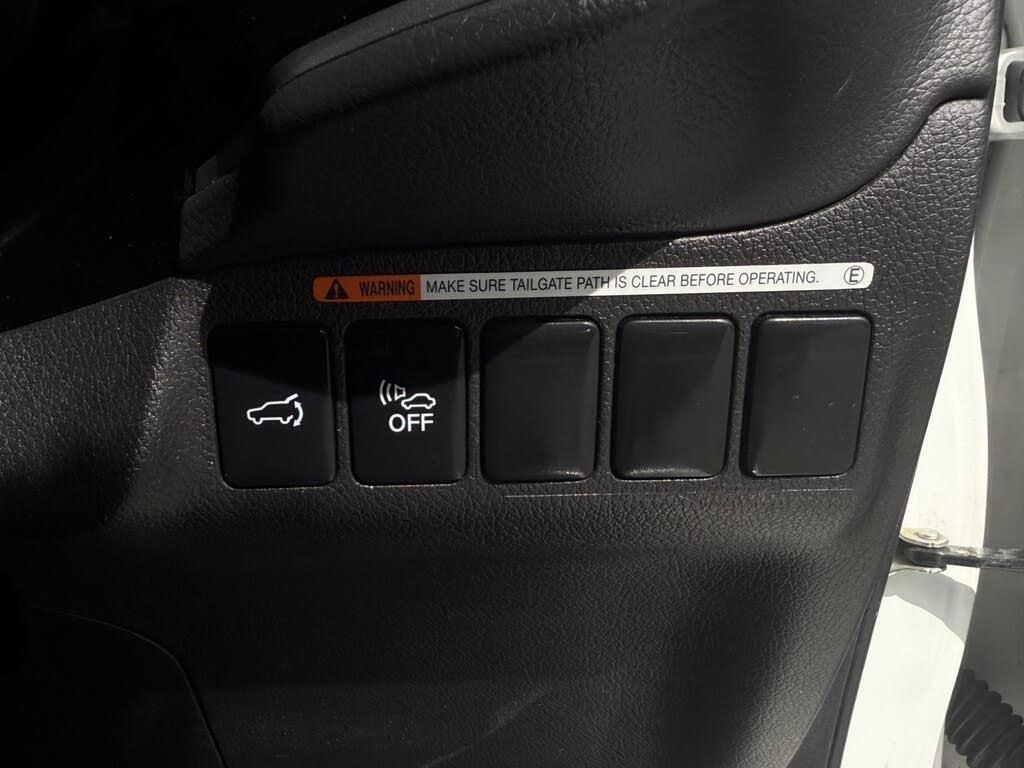 WARNING MAKE SURE TAILGATE PATH IS CLEAR BEFORE OPERATING. E
OFF